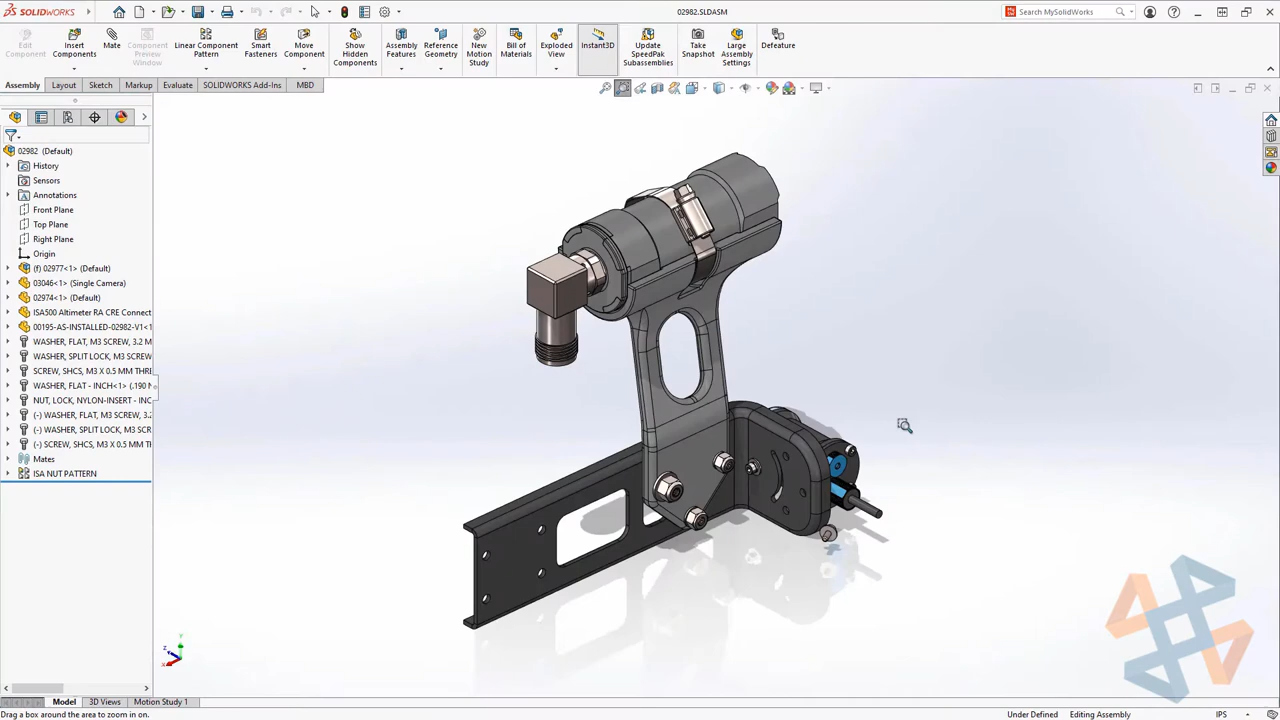 SOLIDWORKS
02982.SLDASM
Search MySolidWorks
Edit Component
Insert Components
Mate
Component Preview Window
Linear Component Pattern
Smart Fasteners
Move Component
Show Hidden Components
Assembly Features
Reference Geometry
New Motion Study
Bill of Materials
Exploded View
Instant3D
Update SpeedPak Subassemblies
Take Snapshot
Large Assembly Settings
Defeature
Assembly
Layout
Sketch
Markup
Evaluate
SOLIDWORKS Add-Ins
MBD
02982 (Default)
History
Sensors
Annotations
Front Plane
Top Plane
Right Plane
Origin
(f) 02977<1> (Default)
03046<1> (Single Camera)
02974<1> (Default)
ISA500 Altimeter RA CRE Connect
00195-AS-INSTALLED-02982-V1<1
WASHER, FLAT, M3 SCREW, 3.2 M
WASHER, SPLIT LOCK, M3 SCREW
SCREW, SHCS, M3 X 0.5 MM THRE
WASHER, FLAT - INCH<1> (.190 N
NUT, LOCK, NYLON-INSERT - INC
(-) WASHER, FLAT, M3 SCREW, 3.2
(-) WASHER, SPLIT LOCK, M3 SCR
(-) SCREW, SHCS, M3 X 0.5 MM T
Mates
ISA NUT PATTERN
Y
Z
X
Model
3D Views
Motion Study 1
Drag a box around the area to zoom in on.
Under Defined
Editing Assembly
IPS